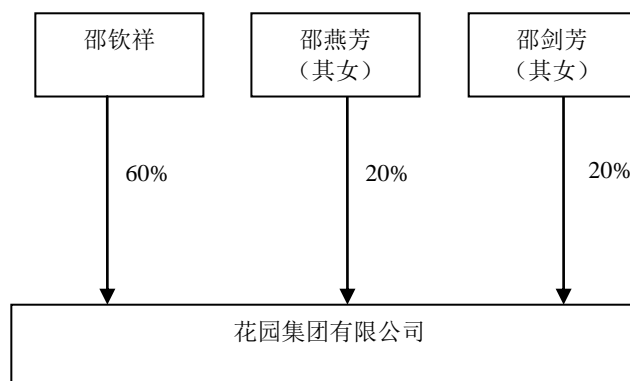 邵钦祥
邵燕芳
（其女）
邵剑芳
（其女）
60%
20%
20%
花园集团有限公司